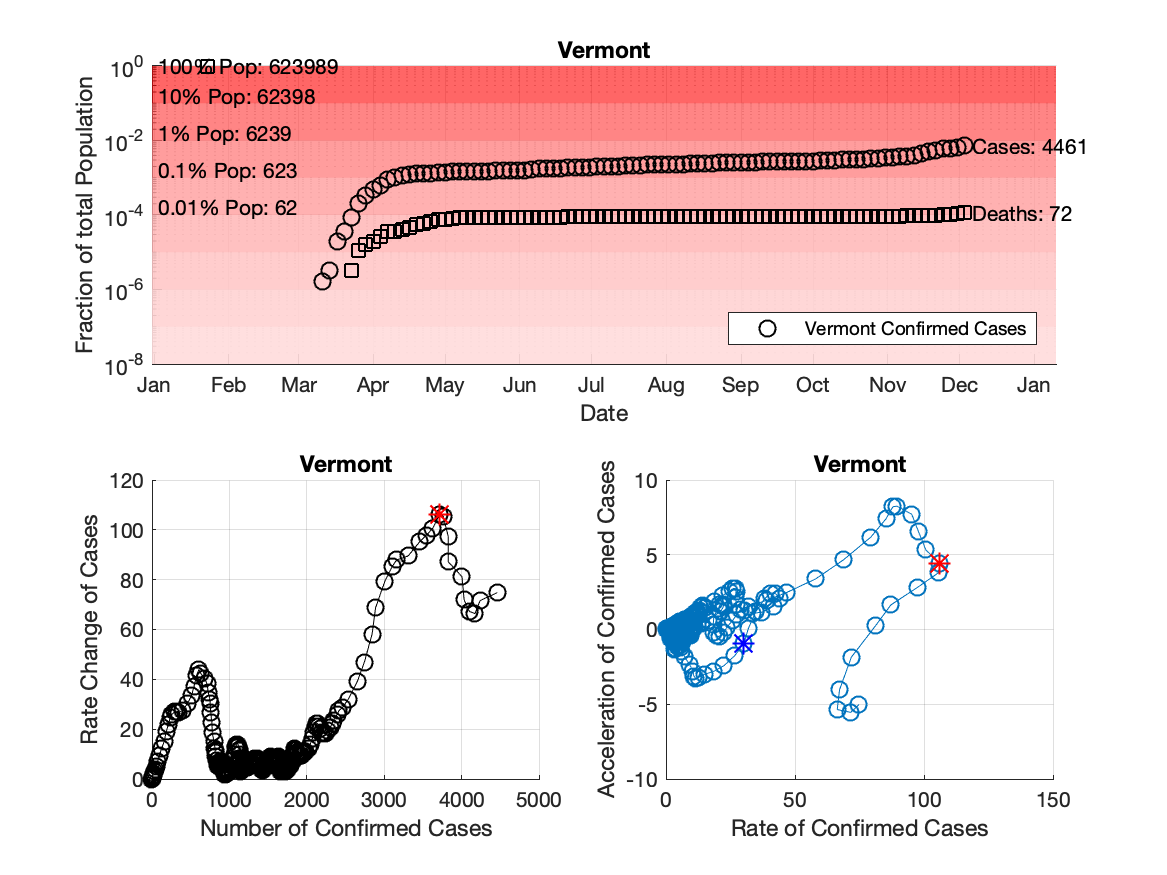 Vermont
10^0
10^-2
10^-4
10^-6
10^-8
Fraction of total Population
100% Pop: 623989
10% Pop: 62398
1% Pop: 6239
0.1% Pop: 623
0.01% Pop: 62
Cases: 4461
Deaths: 72
Vermont Confirmed Cases
Jan Feb Mar Apr May Jun Jul Aug Sep Oct Nov Dec Jan
Date
Vermont
120
100
80
60
40
20
0
Rate Change of Cases
0 1000 2000 3000 4000 5000
Number of Confirmed Cases
Vermont
10
5
0
-5
-10
Acceleration of Confirmed Cases
0 50 100 150
Rate of Confirmed Cases